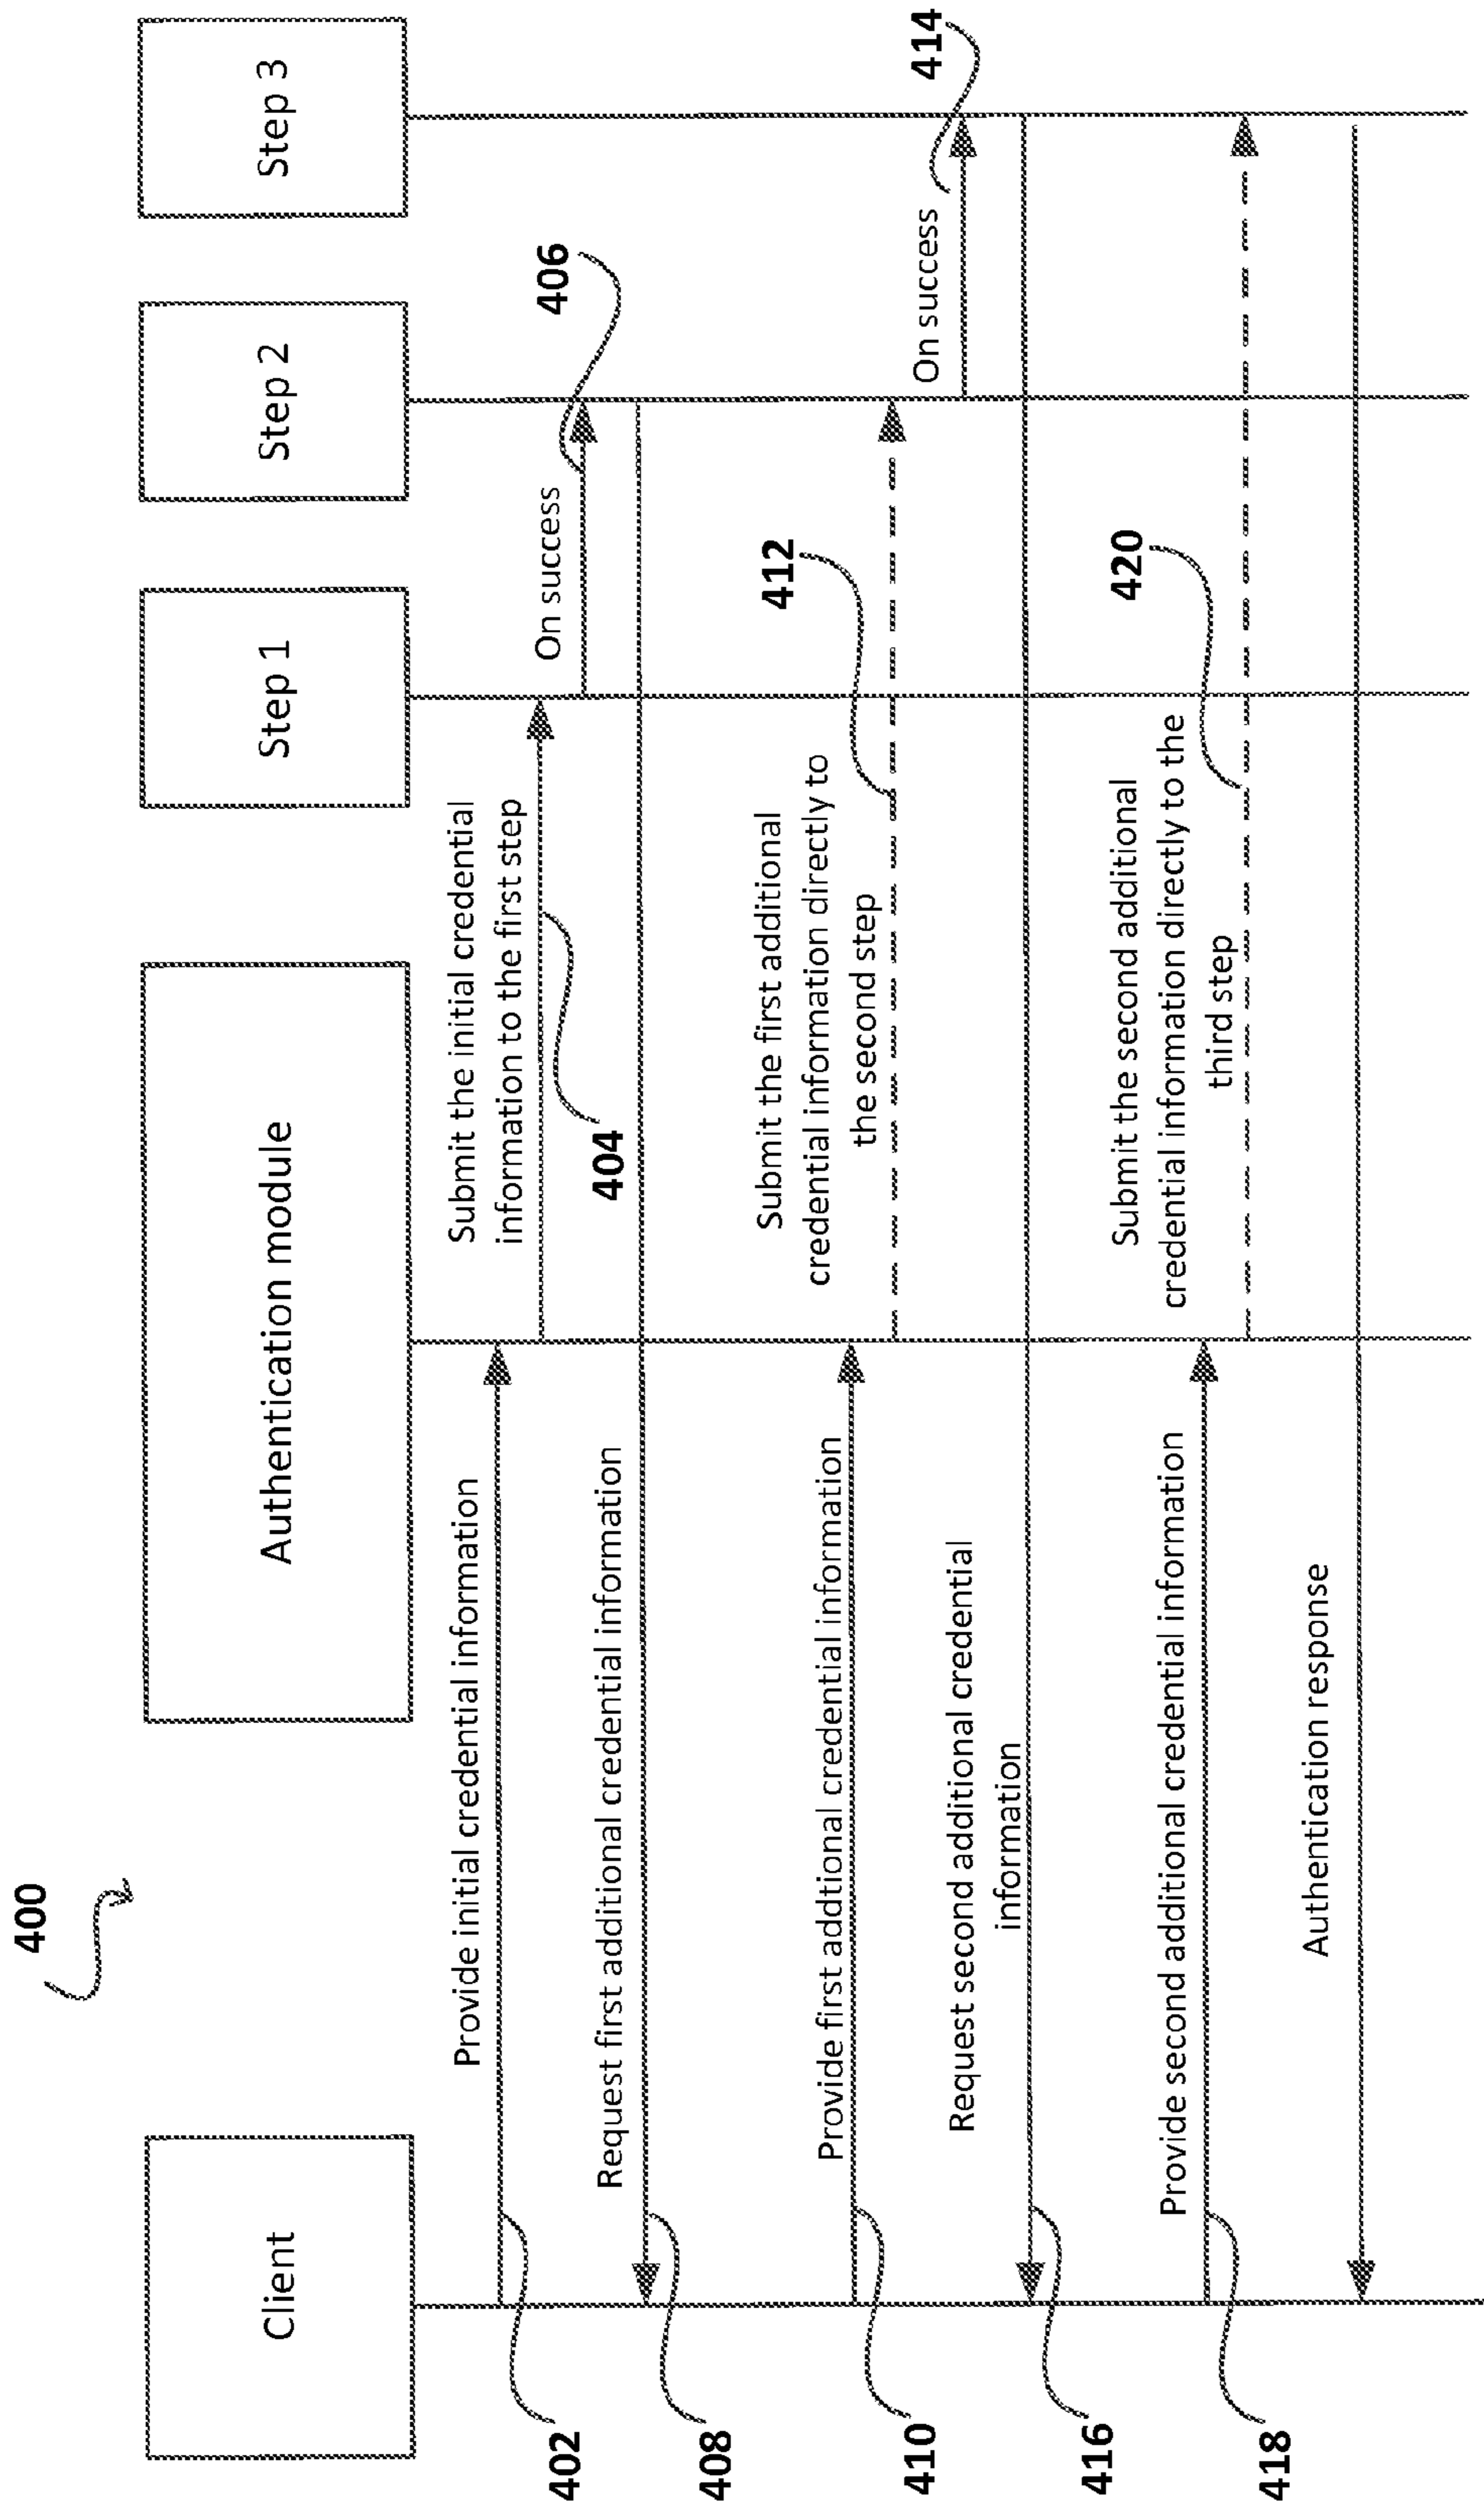 400
Client
Authentication module
Step 1
Step 2
Step 3
Provide initial credential information
402
Submit the initial credential
information to the first step
404
On success
406
Request first additional credential information
408
Provide first addtional credential information
410
Submit the first additional
credential information directly to
the second step
412
On success
414
Request second additional credential
information
416
Provide second additional credential information
418
Submit the second additional
credential information directly to the
third step
420
Authentication response